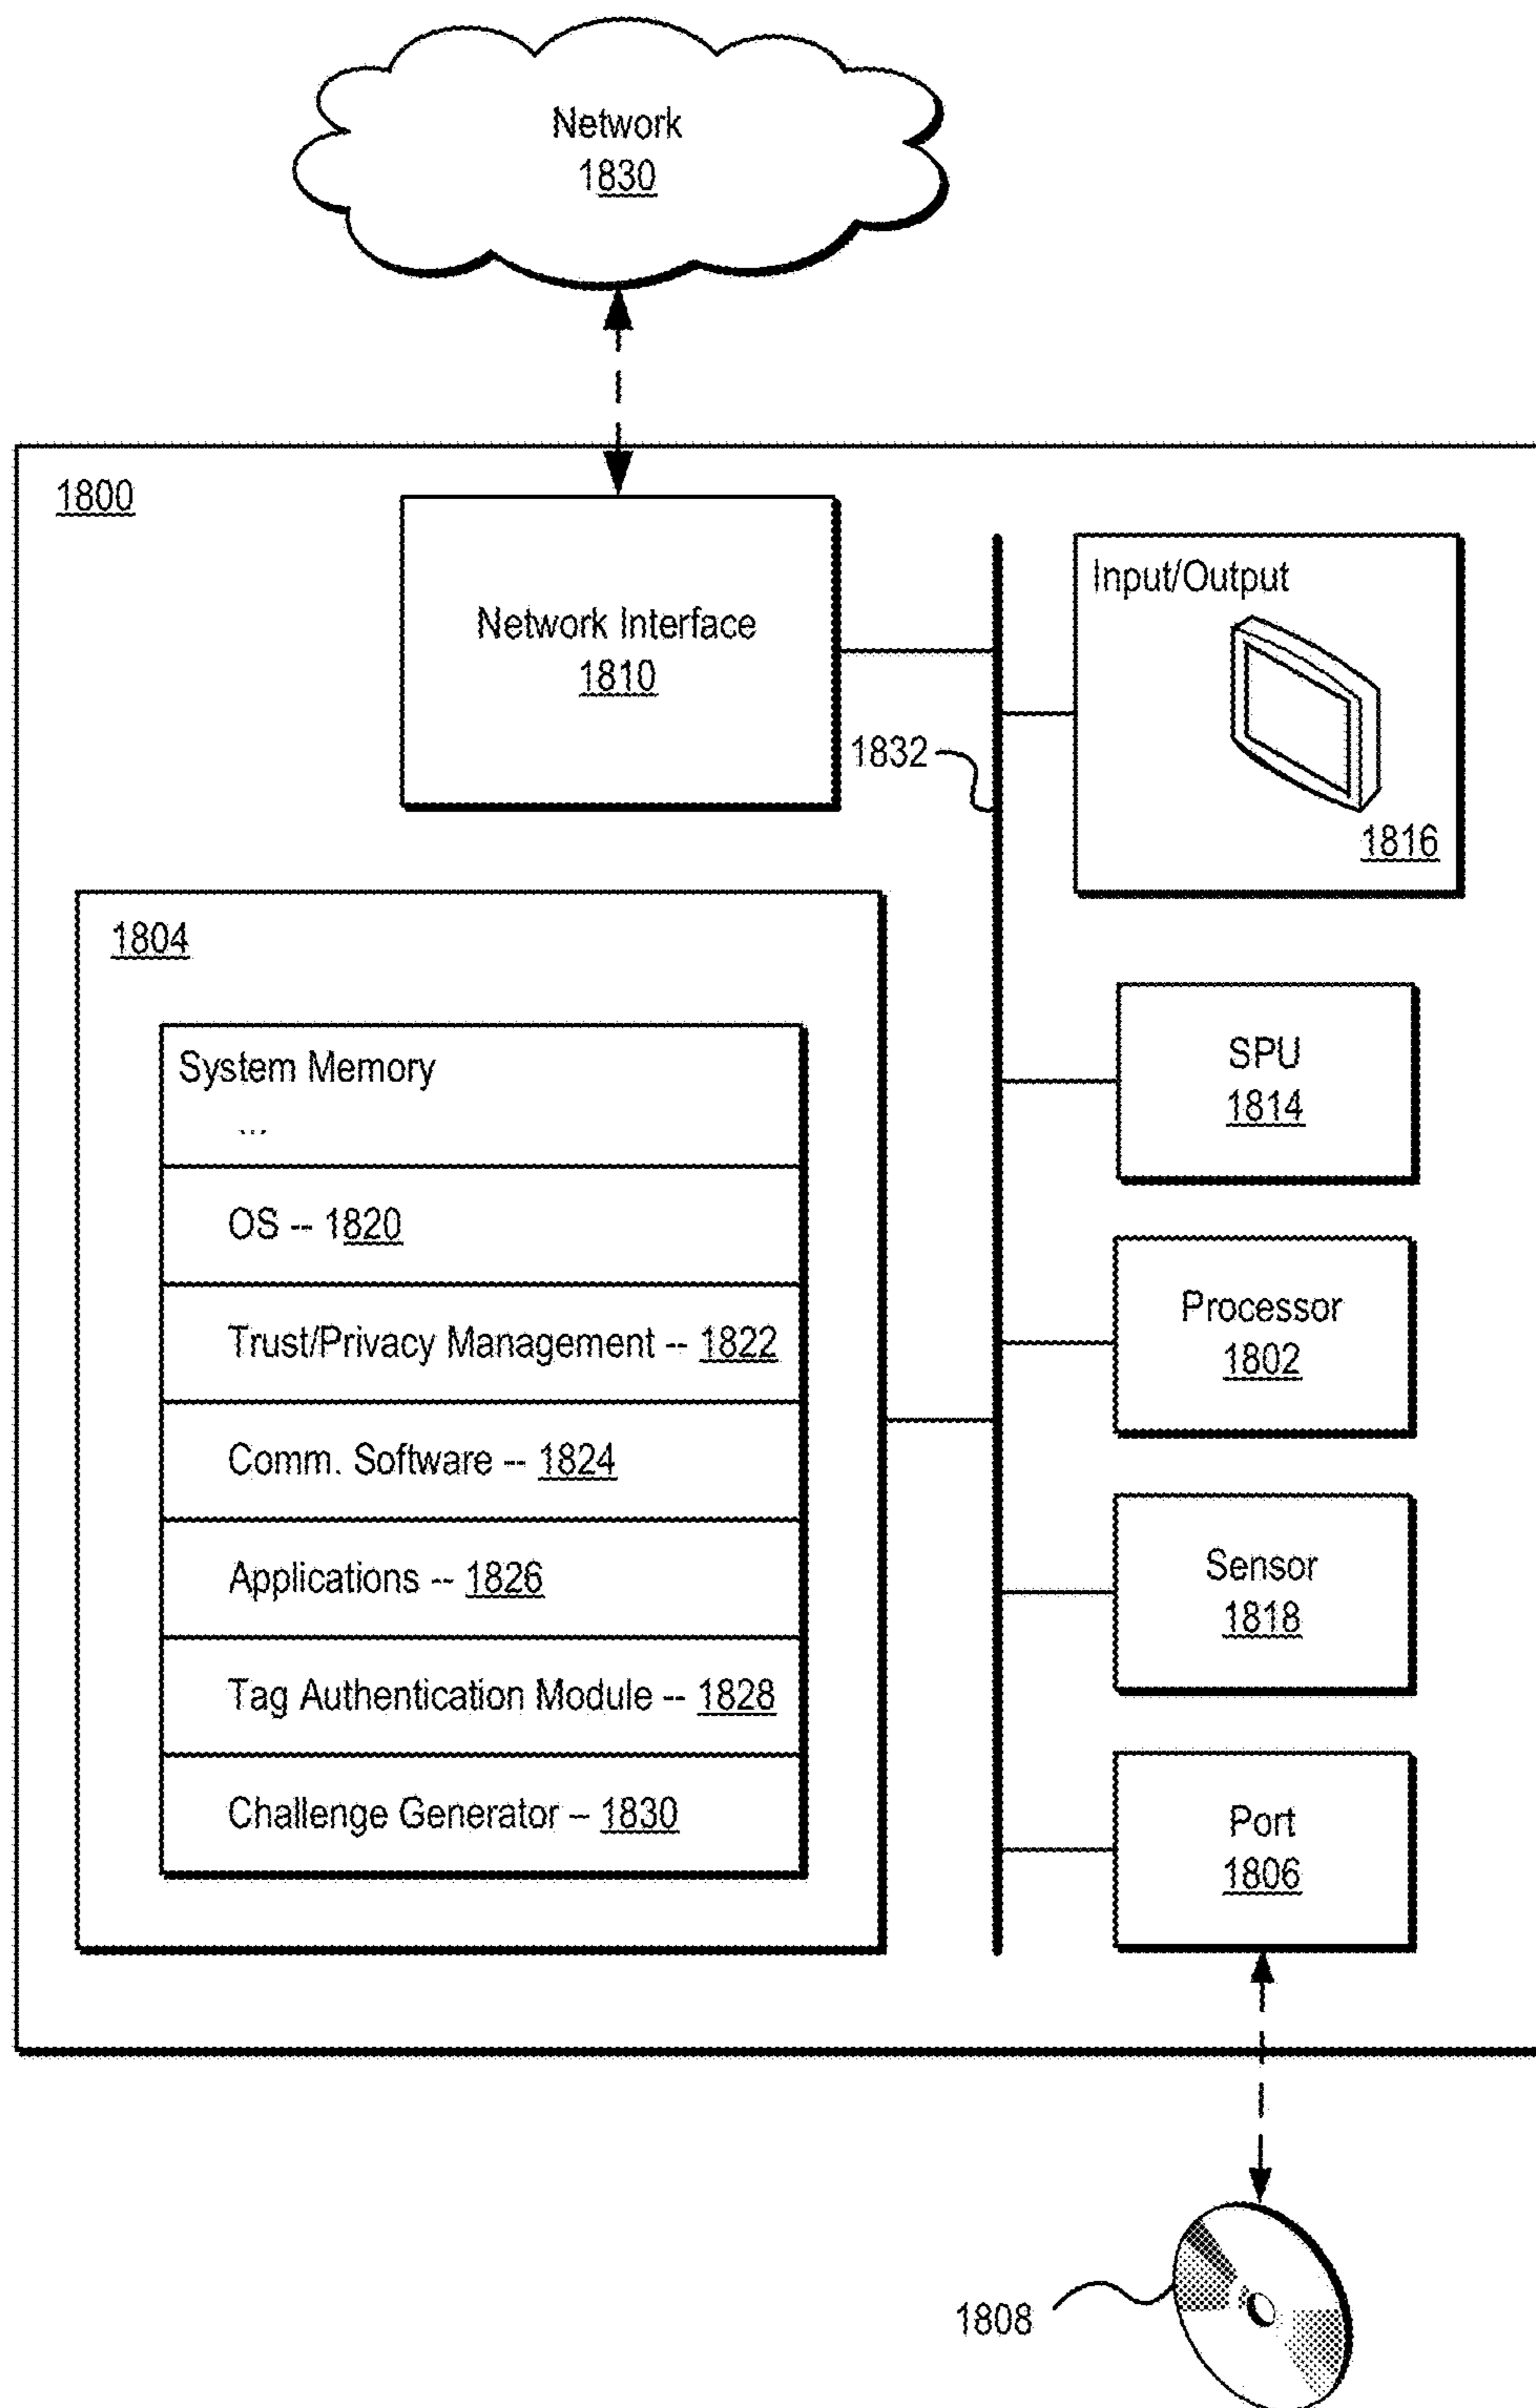 Network
1830
1800
Network Interface
1810
Input/Output
1832
1816
1804
System Memory
...
OS -- 1820
Trust/Privacy Management -- 1822
Comm. Software -- 1824
Applications -- 1826
Tag Authentication Module -- 1828
Challenge Generator – 1830
SPU
1814
Processor
1802
Sensor
1818
Port
1806
1808